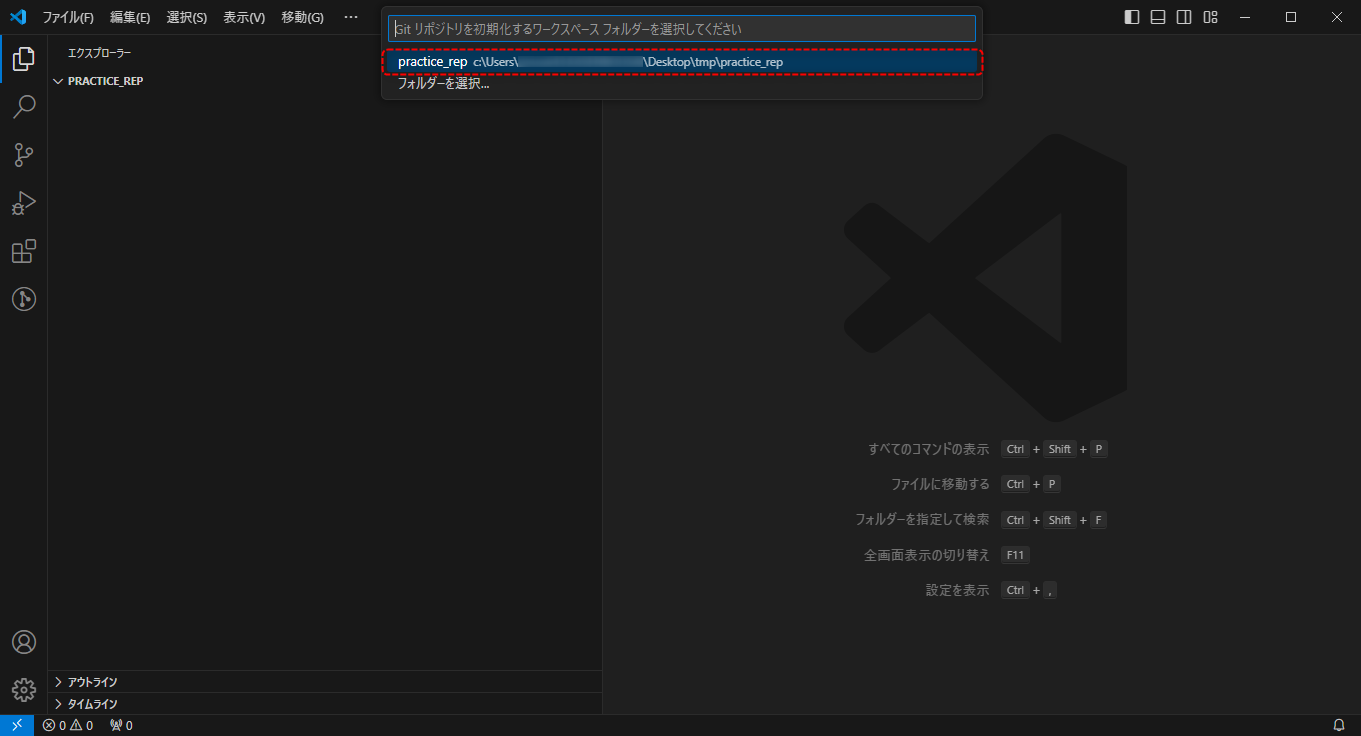 ファイル(F) 編集(E) 選択(S) 表示(V) 移動(G) …
Git リポジトリを初期化するワークスペース フォルダーを選択してください
practice_rep c:\Users\ \Desktop\tmp\practice_rep
フォルダーを選択...
エクスプローラー
PRACTICE_REP
すべてのコマンドの表示 Ctrl + Shift + P
ファイルに移動する Ctrl + P
フォルダーを指定して検索 Ctrl + Shift + F
全画面表示の切り替え F11
設定を表示 Ctrl + ,
アウトライン
タイムライン
0 0 0